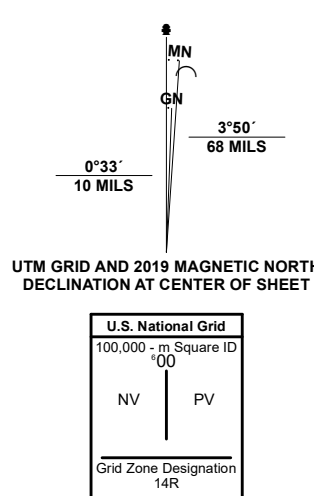 MN
GN
3°50´
68 MILS
0°33´
10 MILS
UTM GRID AND 2019 MAGNETIC NORTH
DECLINATION AT CENTER OF SHEET
U.S. National Grid
100,000 - m Square ID
⁶00
NV PV
Grid Zone Designation
14R